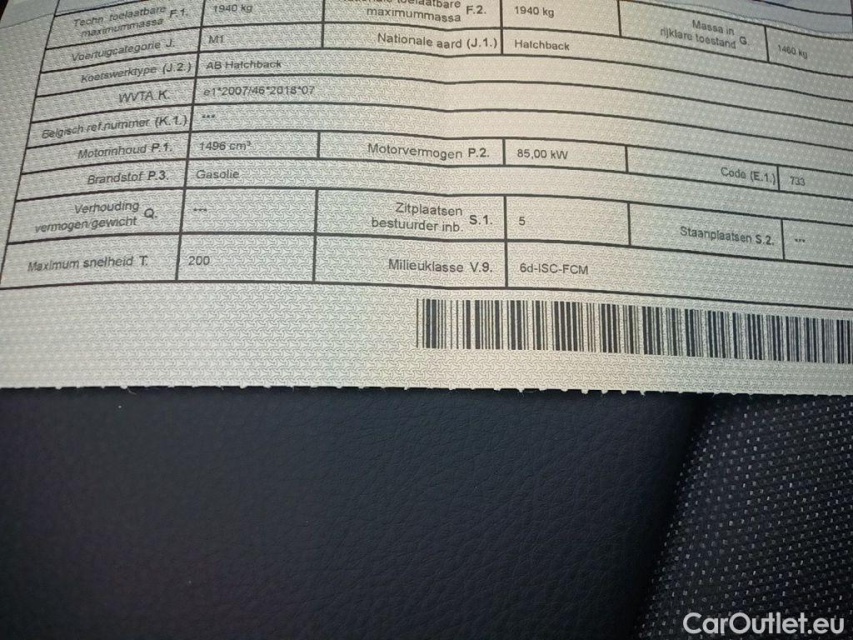 Techn. toelaatbare F.1. 1940 kg toelaatbare F.2. 1940 kg Massa in G.
maximummassa maximummassa rijklare toestand 1460 kg
Voertuigcategorie J. M1 Nationale aard (J.1.) Hatchback
Koetswerktype (J.2.) AB Hatchback
WVTA K. e1*2007/46*2018*07
Belgisch ref.nummer (K.1.) ---
Motorinhoud P.1. 1496 cm³ Motorvermogen P.2. 85,00 kW Code (E.1.) 733
Brandstof P.3. Gasolie
Verhouding Q. --- Zitplaatsen S.1. 5 Staanplaatsen S.2. ---
vermogen/gewicht bestuurder inb.
Maximum snelheid T. 200 Milieuklasse V.9. 6d-ISC-FCM
CarOutlet.eu